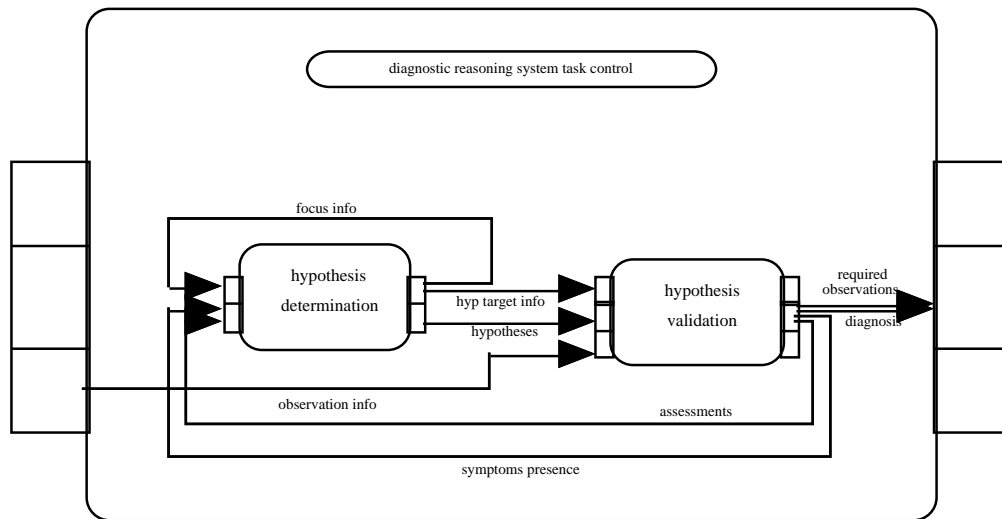 diagnostic reasoning system task control
focus info
hypothesis
determination
hyp target info
hypotheses
hypothesis
validation
required
observations
diagnosis
observation info
assessments
symptoms presence